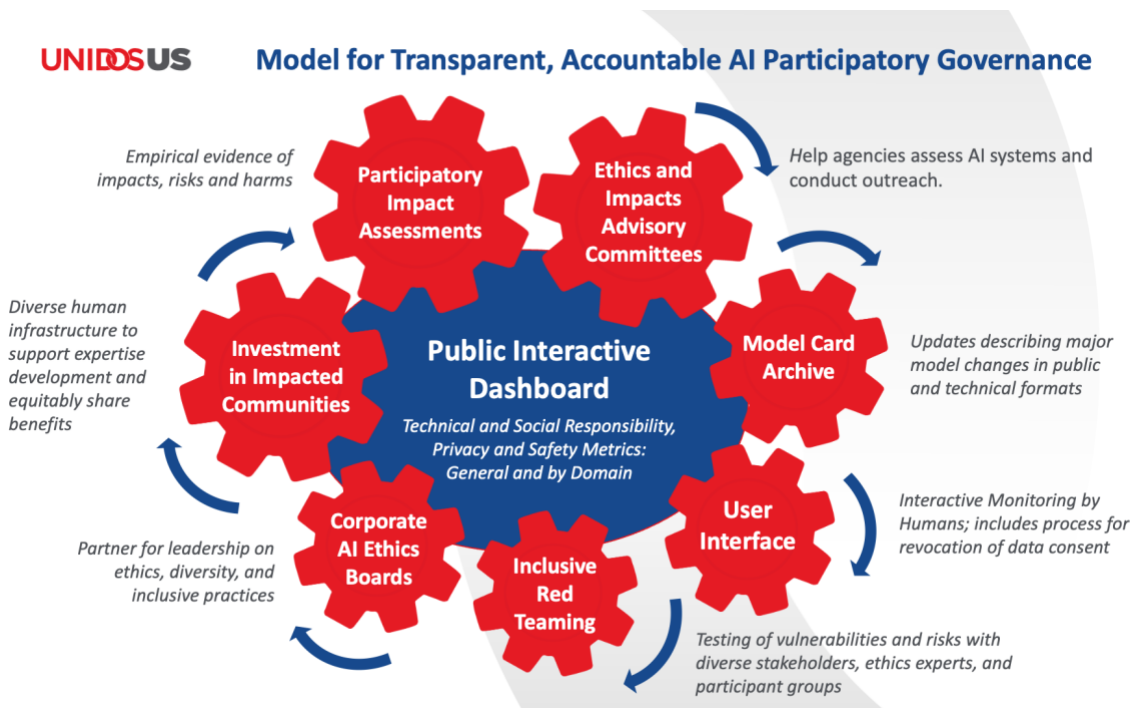 UNIDOSUS
Model for Transparent, Accountable AI Participatory Governance
Empirical evidence of
impacts, risks and harms
Participatory
Impact
Assessments
Ethics and
Impacts
Advisory
Committees
Help agencies assess AI systems and
conduct outreach.
Diverse human
infrastructure to
support expertise
development and
equitably share
benefits
Investment
in Impacted
Communities
Public Interactive
Dashboard
Technical and Social Responsibility,
Privacy and Safety Metrics:
General and by Domain
Model Card
Archive
Updates describing major
model changes in public
and technical formats
Partner for leadership on
ethics, diversity, and
inclusive practices
Corporate
AI Ethics
Boards
Inclusive
Red
Teaming
User
Interface
Interactive Monitoring by
Humans; includes process for
revocation of data consent
Testing of vulnerabilities and risks with
diverse stakeholders, ethics experts, and
participant groups